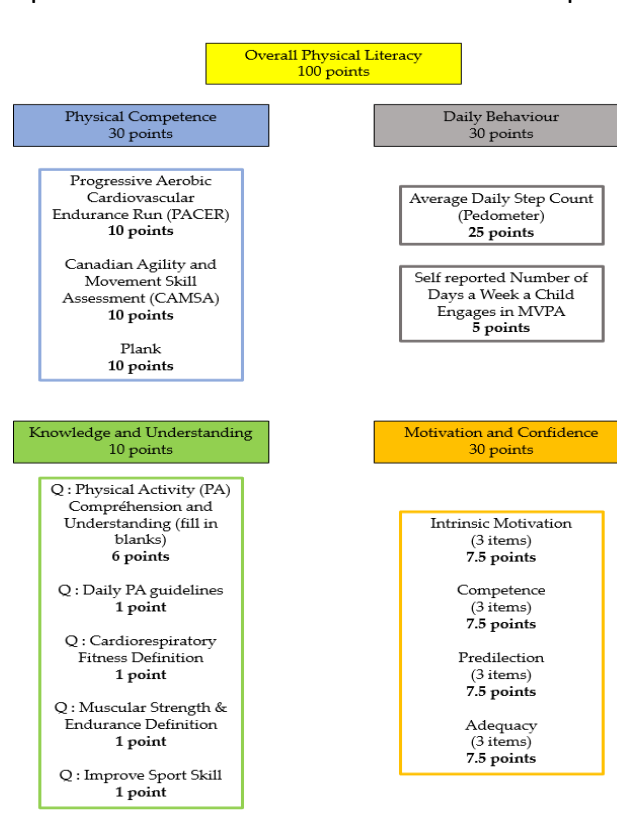 Overall Physical Literacy
100 points
Physical Competence
30 points
Progressive Aerobic
Cardiovascular
Endurance Run (PACER)
10 points
Canadian Agility and
Movement Skill
Assessment (CAMSA)
10 points
Plank
10 points
Daily Behaviour
30 points
Average Daily Step Count
(Pedometer)
25 points
Self reported Number of
Days a Week a Child
Engages in MVPA
5 points
Knowledge and Understanding
10 points
Q : Physical Activity (PA)
Compréhension and
Understanding (fill in
blanks)
6 points
Q : Daily PA guidelines
1 point
Q : Cardiorespiratory
Fitness Definition
1 point
Q : Muscular Strength &
Endurance Definition
1 point
Q : Improve Sport Skill
1 point
Motivation and Confidence
30 points
Intrinsic Motivation
(3 items)
7.5 points
Competence
(3 items)
7.5 points
Predilection
(3 items)
7.5 points
Adequacy
(3 items)
7.5 points